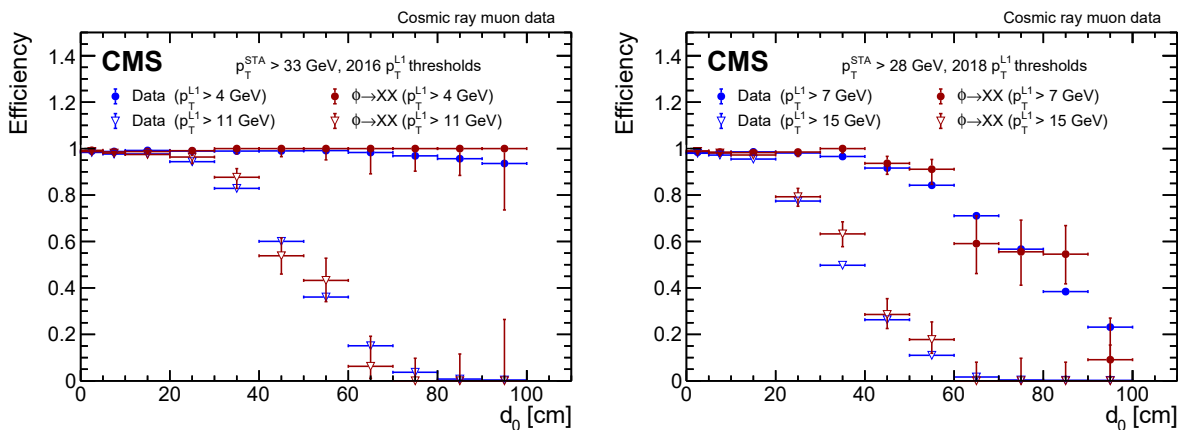 Cosmic ray muon data
CMS
p_T^STA > 33 GeV, 2016 p_T^L1 thresholds
Data (p_T^L1 > 4 GeV)
ϕ→XX (p_T^L1 > 4 GeV)
Data (p_T^L1 > 11 GeV)
ϕ→XX (p_T^L1 > 11 GeV)
Efficiency
1.4
1.2
1
0.8
0.6
0.4
0.2
0
0 20 40 60 80 100
d_0 [cm]
Cosmic ray muon data
CMS
p_T^STA > 28 GeV, 2018 p_T^L1 thresholds
Data (p_T^L1 > 7 GeV)
ϕ→XX (p_T^L1 > 7 GeV)
Data (p_T^L1 > 15 GeV)
ϕ→XX (p_T^L1 > 15 GeV)
Efficiency
1.4
1.2
1
0.8
0.6
0.4
0.2
0
0 20 40 60 80 100
d_0 [cm]